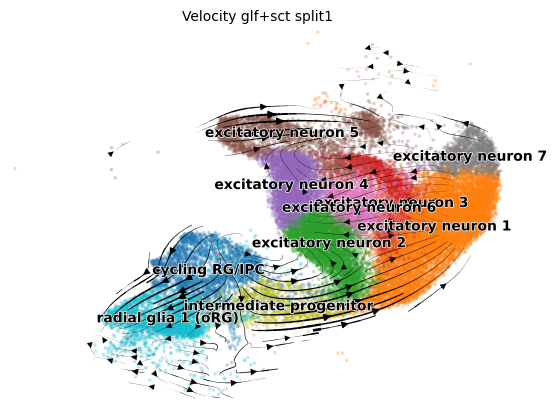 Velocity glf+sct split1
excitatory neuron 5
excitatory neuron 7
excitatory neuron 4
excitatory neuron 3
excitatory neuron 6
excitatory neuron 1
excitatory neuron 2
cycling RG/IPC
intermediate progenitor
radial glia 1 (oRG)